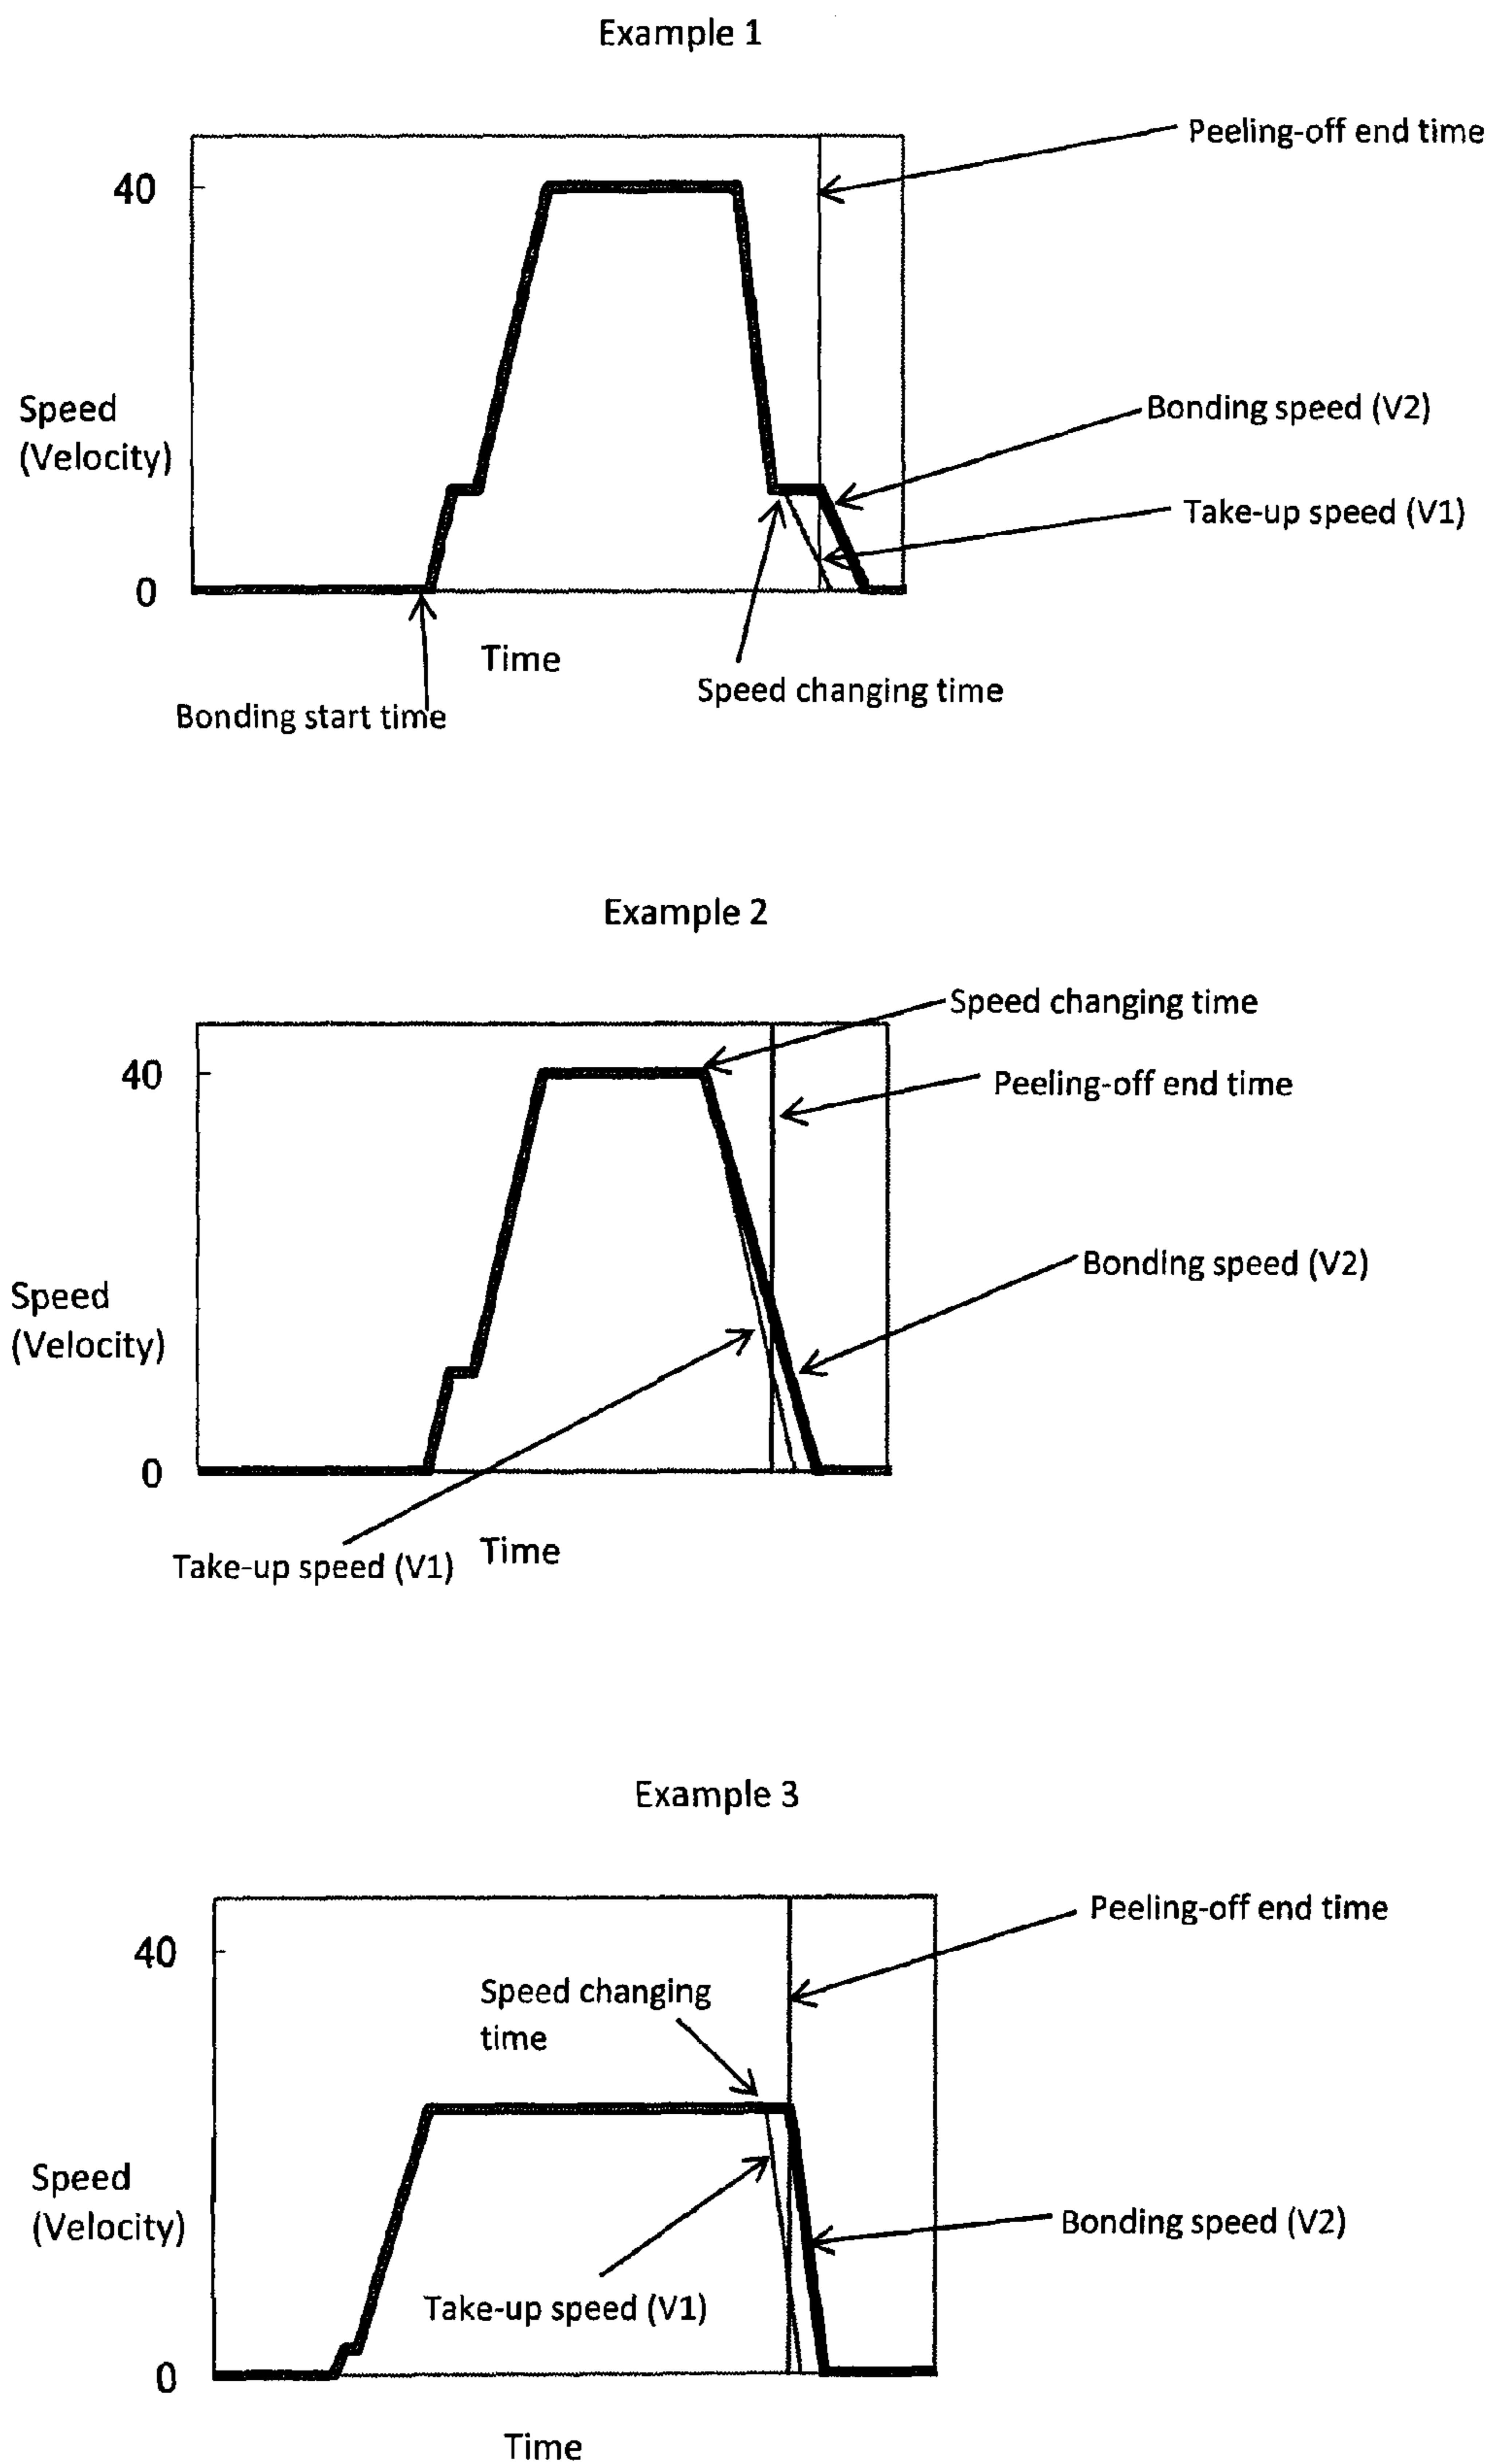 Example 1
Peeling-off end time
40
Speed
(Velocity)
Bonding speed (V2)
Take-up speed (V1)
0
Time
Speed changing time
Bonding start time
Example 2
Speed changing time
40
Peeling-off end time
Bonding speed (V2)
Speed
(Velocity)
0
Take-up speed (V1)
Time
Example 3
Peeling-off end time
40
Speed changing
time
Speed
(Velocity)
Bonding speed (V2)
Take-up speed (V1)
0
Time